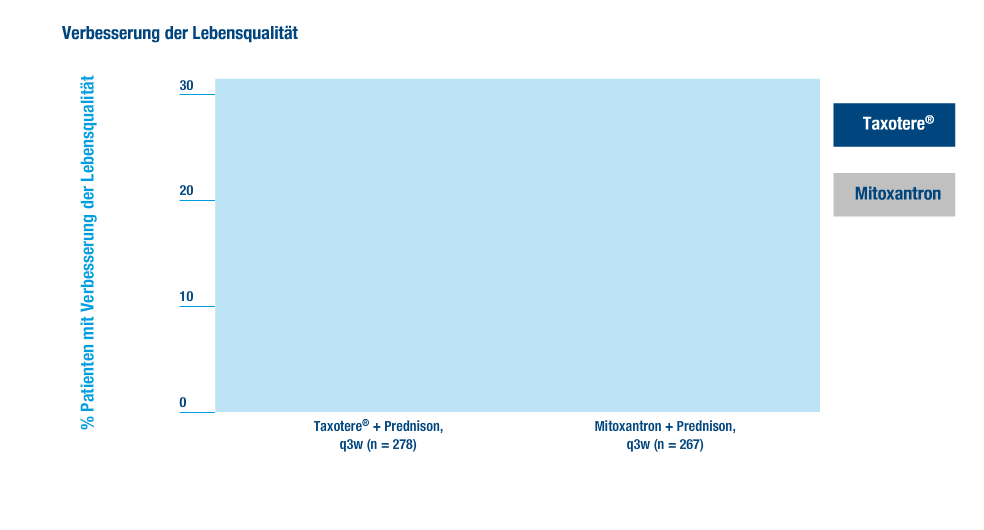 Verbesserung der Lebensqualität
% Patienten mit Verbesserung der Lebensqualität
30
20
10
0
Taxotere® + Prednison,
q3w (n = 278)
Mitoxantron + Prednison,
q3w (n = 267)
Taxotere®
Mitoxantron